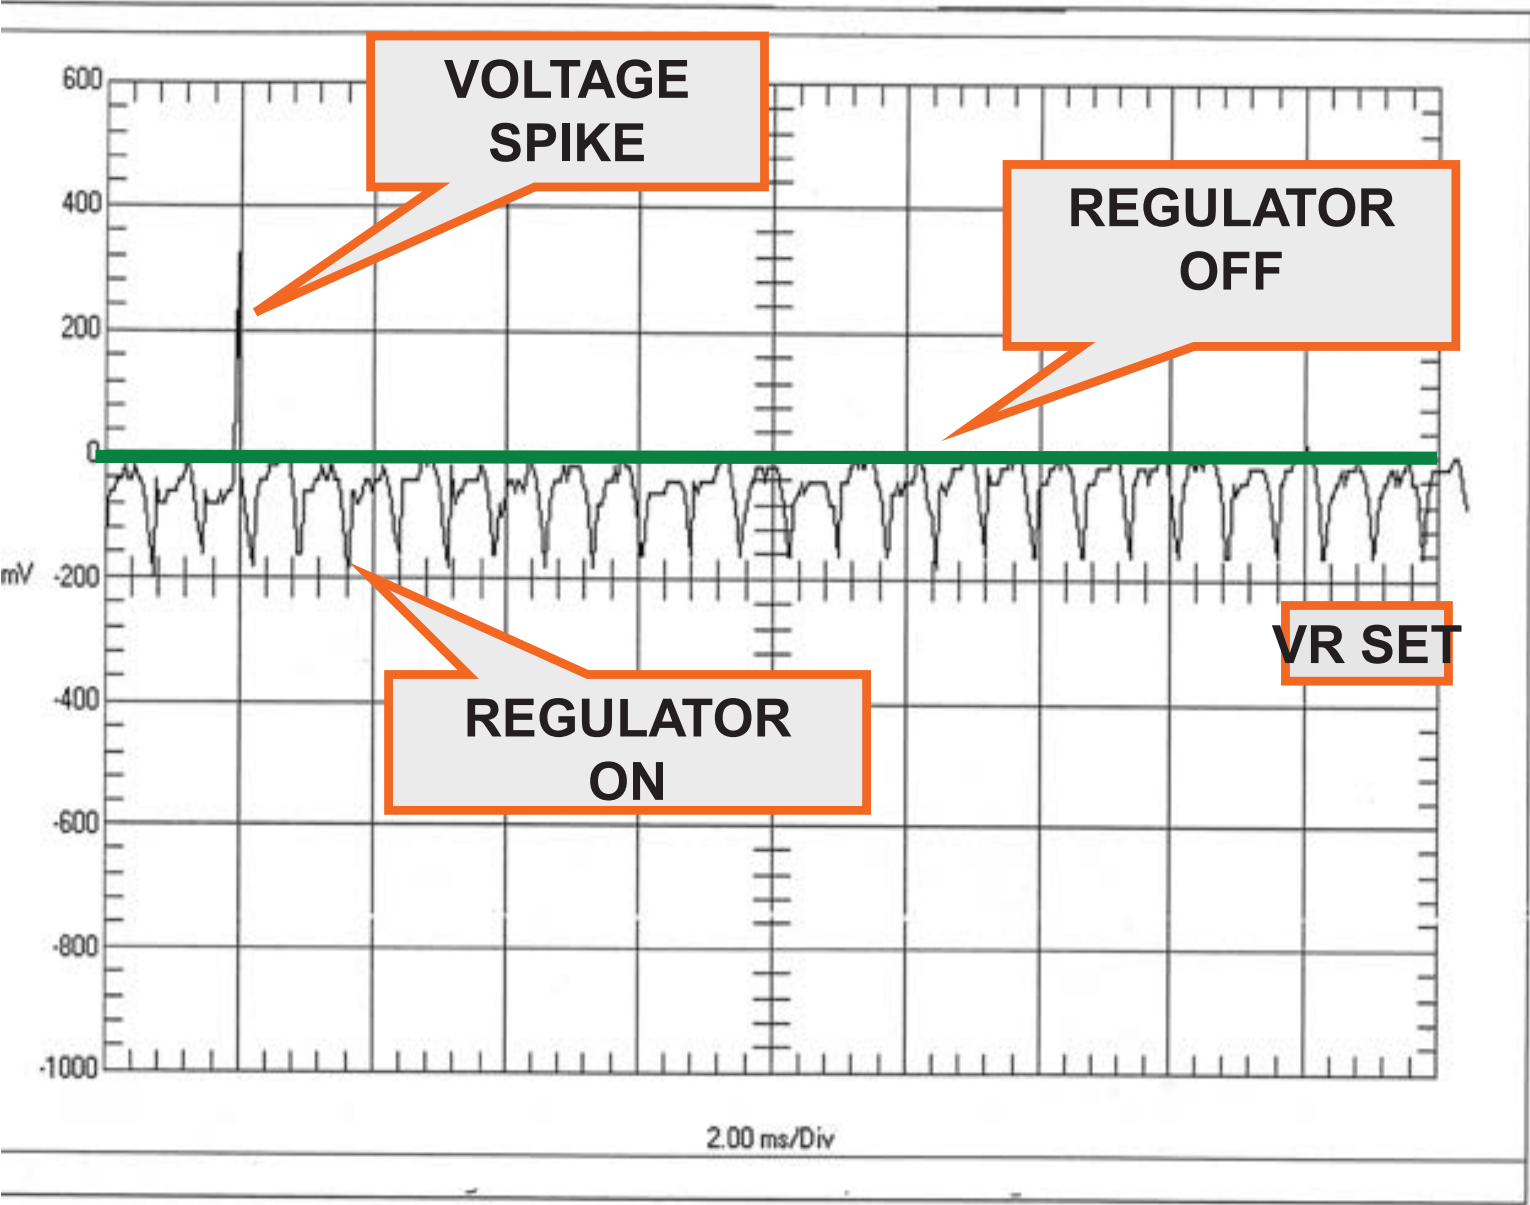 VOLTAGE
SPIKE
REGULATOR
OFF
600
400
200
0
mV
-200
-400
-600
-800
-1000
VR SET
REGULATOR
ON
2.00 ms/Div